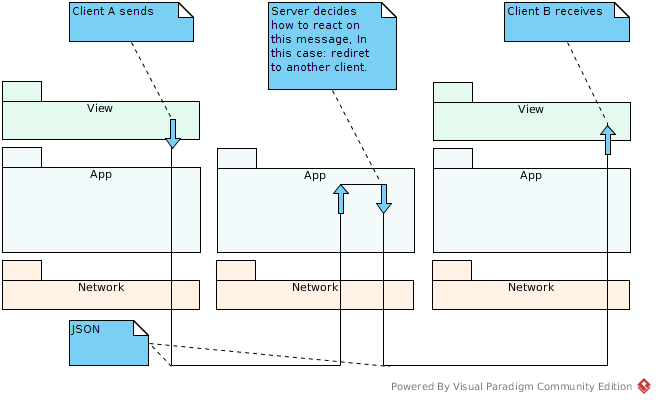 Client A sends
Server decides
how to react on
this message, In
this case: rediret
to another client.
Client B receives
View
View
App
App
App
Network
Network
Network
JSON
Powered By Visual Paradigm Community Edition